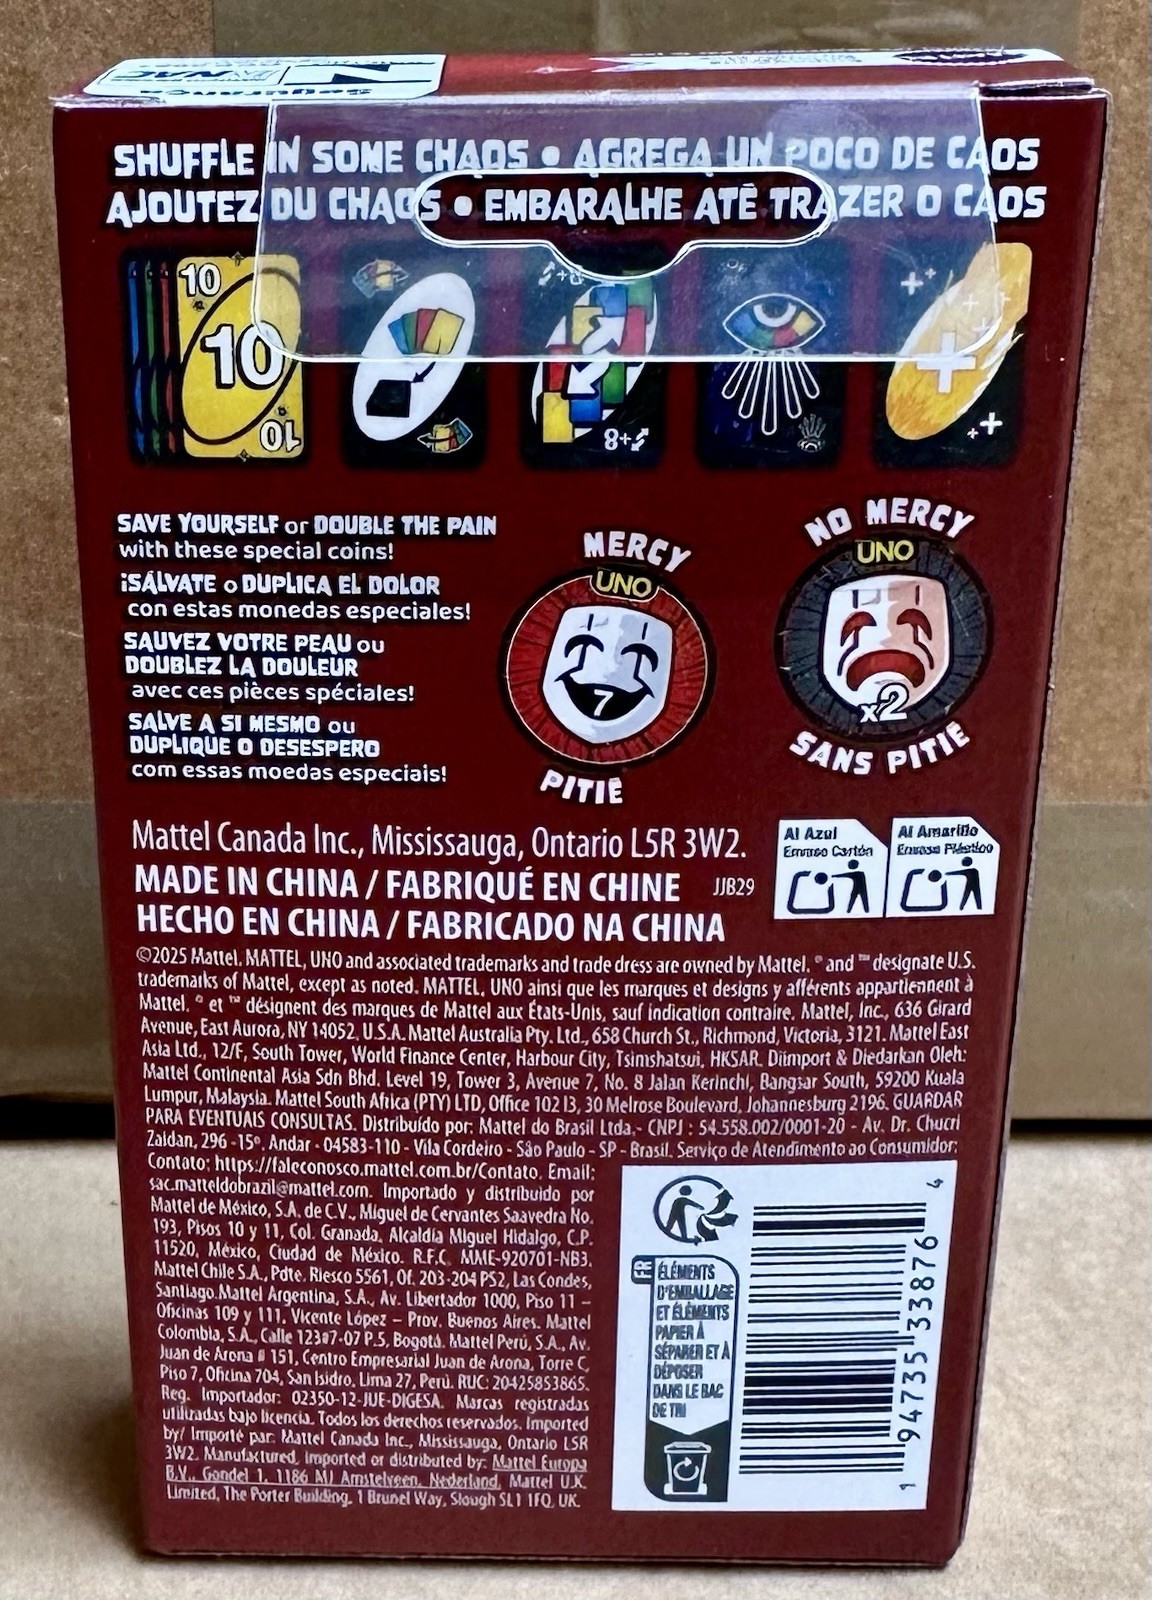 Segurança
N
SHUFFLE IN SOME CHAOS • AGREGA UN POCO DE CAOS
AJOUTEZ DU CHAOS • EMBARALHE ATÉ TRAZER O CAOS
10
10
10
8+
+
SAVE YOURSELF or DOUBLE THE PAIN
with these special coins!
¡SÁLVATE o DUPLICA EL DOLOR
con estas monedas especiales!
SAUVEZ VOTRE PEAU ou
DOUBLEZ LA DOULEUR
avec ces pièces spéciales!
SALVE A SI MESMO ou
DUPLIQUE O DESESPERO
com essas moedas especiais!
MERCY
UNO
7
PITIÉ
NO MERCY
UNO
x2
SANS PITIÉ
Mattel Canada Inc., Mississauga, Ontario L5R 3W2.
MADE IN CHINA / FABRIQUÉ EN CHINE JJB29
HECHO EN CHINA / FABRICADO NA CHINA
Al Azul
Envase Cartón
Al Amarillo
Envase Plástico
©2025 Mattel. MATTEL, UNO and associated trademarks and trade dress are owned by Mattel. ® and ™ designate U.S.
trademarks of Mattel, except as noted. MATTEL, UNO ainsi que les marques et designs y afférents appartiennent à
Mattel. ® et ™ désignent des marques de Mattel aux États-Unis, sauf indication contraire. Mattel, Inc., 636 Girard
Avenue, East Aurora, NY 14052, U.S.A. Mattel Australia Pty. Ltd., 658 Church St., Richmond, Victoria, 3121. Mattel East
Asia Ltd., 12/F, South Tower, World Finance Center, Harbour City, Tsimshatsui, HKSAR. Diimport & Diedarkan Oleh:
Mattel Continental Asia Sdn Bhd. Level 19, Tower 3, Avenue 7, No. 8 Jalan Kerinchi, Bangsar South, 59200 Kuala
Lumpur, Malaysia. Mattel South Africa (PTY) LTD, Office 102 I3, 30 Melrose Boulevard, Johannesburg 2196. GUARDAR
PARA EVENTUAIS CONSULTAS. Distribuído por: Mattel do Brasil Ltda.- CNPJ : 54.558.002/0001-20 - Av. Dr. Chucri
Zaidan, 296 -15º. Andar - 04583-110 - Vila Cordeiro - São Paulo - SP - Brasil. Serviço de Atendimento ao Consumidor:
Contato: https://faleconosco.mattel.com.br/Contato. Email:
sac.matteldobrazil@mattel.com. Importado y distribuido por
Mattel de México, S.A. de C.V., Miguel de Cervantes Saavedra No.
193, Pisos 10 y 11, Col. Granada, Alcaldía Miguel Hidalgo, C.P.
11520, México, Ciudad de México. R.F.C. MME-920701-NB3.
Mattel Chile S.A., Pdte. Riesco 5561, Of. 203-204 PS2, Las Condes,
Santiago. Mattel Argentina, S.A., Av. Libertador 1000, Piso 11 –
Oficinas 109 y 111, Vicente López – Prov. Buenos Aires. Mattel
Colombia, S.A., Calle 123#7-07 P.5, Bogotá. Mattel Perú, S.A., Av.
Juan de Arona # 151, Centro Empresarial Juan de Arona, Torre C,
Piso 7, Oficina 704, San Isidro, Lima 27, Perú. RUC: 20425853865.
Reg. Importador: 02350-12-JUE-DIGESA. Marcas registradas
utilizadas bajo licencia. Todos los derechos reservados. Imported
by/ Importé par: Mattel Canada Inc., Mississauga, Ontario L5R
3W2. Manufactured, imported or distributed by: Mattel Europa
B.V., Gondel 1, 1186 MJ Amstelveen, Nederland. Mattel U.K.
Limited, The Porter Building, 1 Brunel Way, Slough SL1 1FQ, UK.
FR
ÉLÉMENTS
D'EMBALLAGE
ET ÉLÉMENTS
PAPIER À
SÉPARER ET À
DÉPOSER
DANS LE BAC
DE TRI
1 94735 33876 4